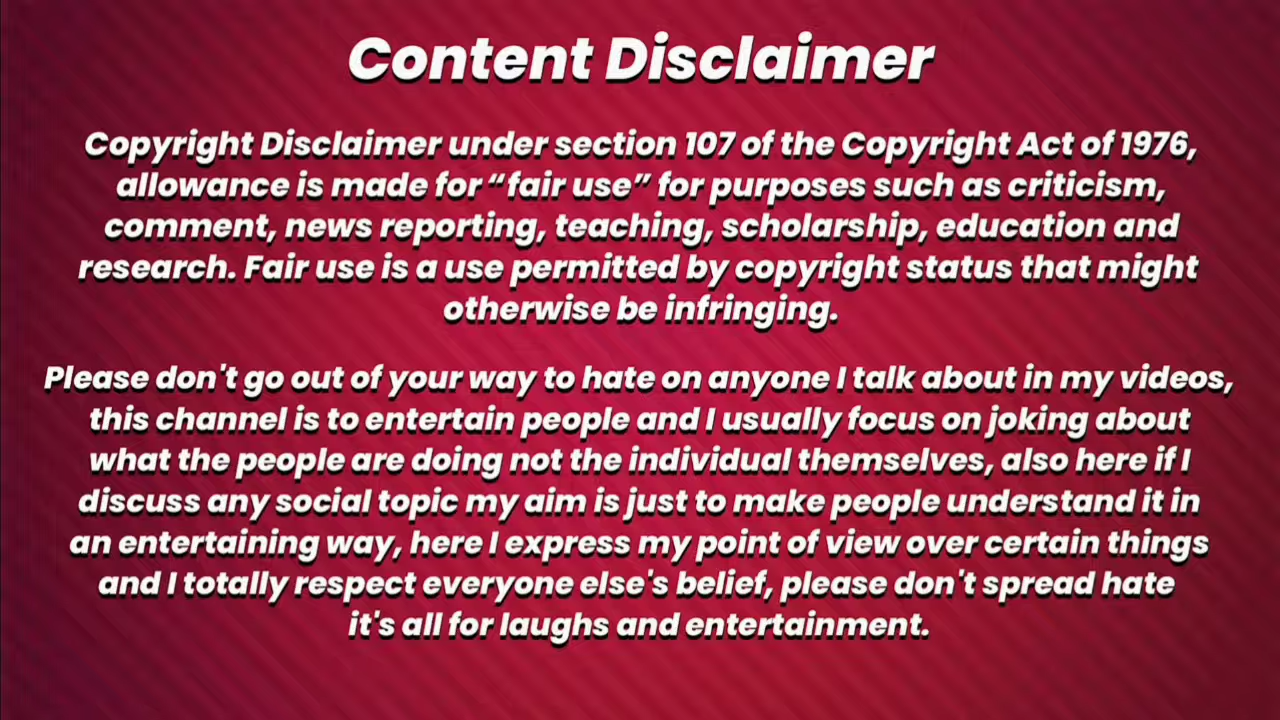 Content Disclaimer
Copyright Disclaimer under section 107 of the Copyright Act of 1976,
allowance is made for “fair use” for purposes such as criticism,
comment, news reporting, teaching, scholarship, education and
research. Fair use is a use permitted by copyright status that might
otherwise be infringing.
Please don't go out of your way to hate on anyone I talk about in my videos,
this channel is to entertain people and I usually focus on joking about
what the people are doing not the individual themselves, also here if I
discuss any social topic my aim is just to make people understand it in
an entertaining way, here I express my point of view over certain things
and I totally respect everyone else's belief, please don't spread hate
it's all for laughs and entertainment.